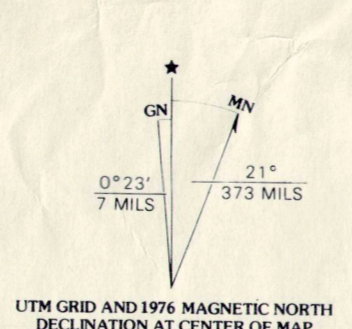 ★
GN
MN
0°23′
7 MILS
21°
373 MILS
UTM GRID AND 1976 MAGNETIC NORTH
DECLINATION AT CENTER OF MAP